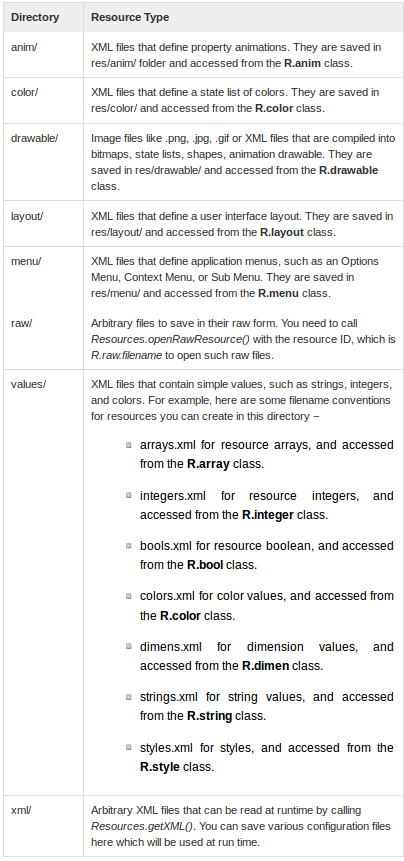 Directory Resource Type
anim/ XML files that define property animations. They are saved in
res/anim/ folder and accessed from the R.anim class.
color/ XML files that define a state list of colors. They are saved in
res/color/ and accessed from the R.color class.
drawable/ Image files like .png, .jpg, .gif or XML files that are compiled into
bitmaps, state lists, shapes, animation drawable. They are
saved in res/drawable/ and accessed from the R.drawable
class.
layout/ XML files that define a user interface layout. They are saved in
res/layout/ and accessed from the R.layout class.
menu/ XML files that define application menus, such as an Options
Menu, Context Menu, or Sub Menu. They are saved in
res/menu/ and accessed from the R.menu class.
raw/ Arbitrary files to save in their raw form. You need to call
Resources.openRawResource() with the resource ID, which is
R.raw.filename to open such raw files.
values/ XML files that contain simple values, such as strings, integers,
and colors. For example, here are some filename conventions
for resources you can create in this directory −
arrays.xml for resource arrays, and accessed
from the R.array class.
integers.xml for resource integers, and
accessed from the R.integer class.
bools.xml for resource boolean, and accessed
from the R.bool class.
colors.xml for color values, and accessed from
the R.color class.
dimens.xml for dimension values, and
accessed from the R.dimen class.
strings.xml for string values, and accessed
from the R.string class.
styles.xml for styles, and accessed from the
R.style class.
xml/ Arbitrary XML files that can be read at runtime by calling
Resources.getXML(). You can save various configuration files
here which will be used at run time.